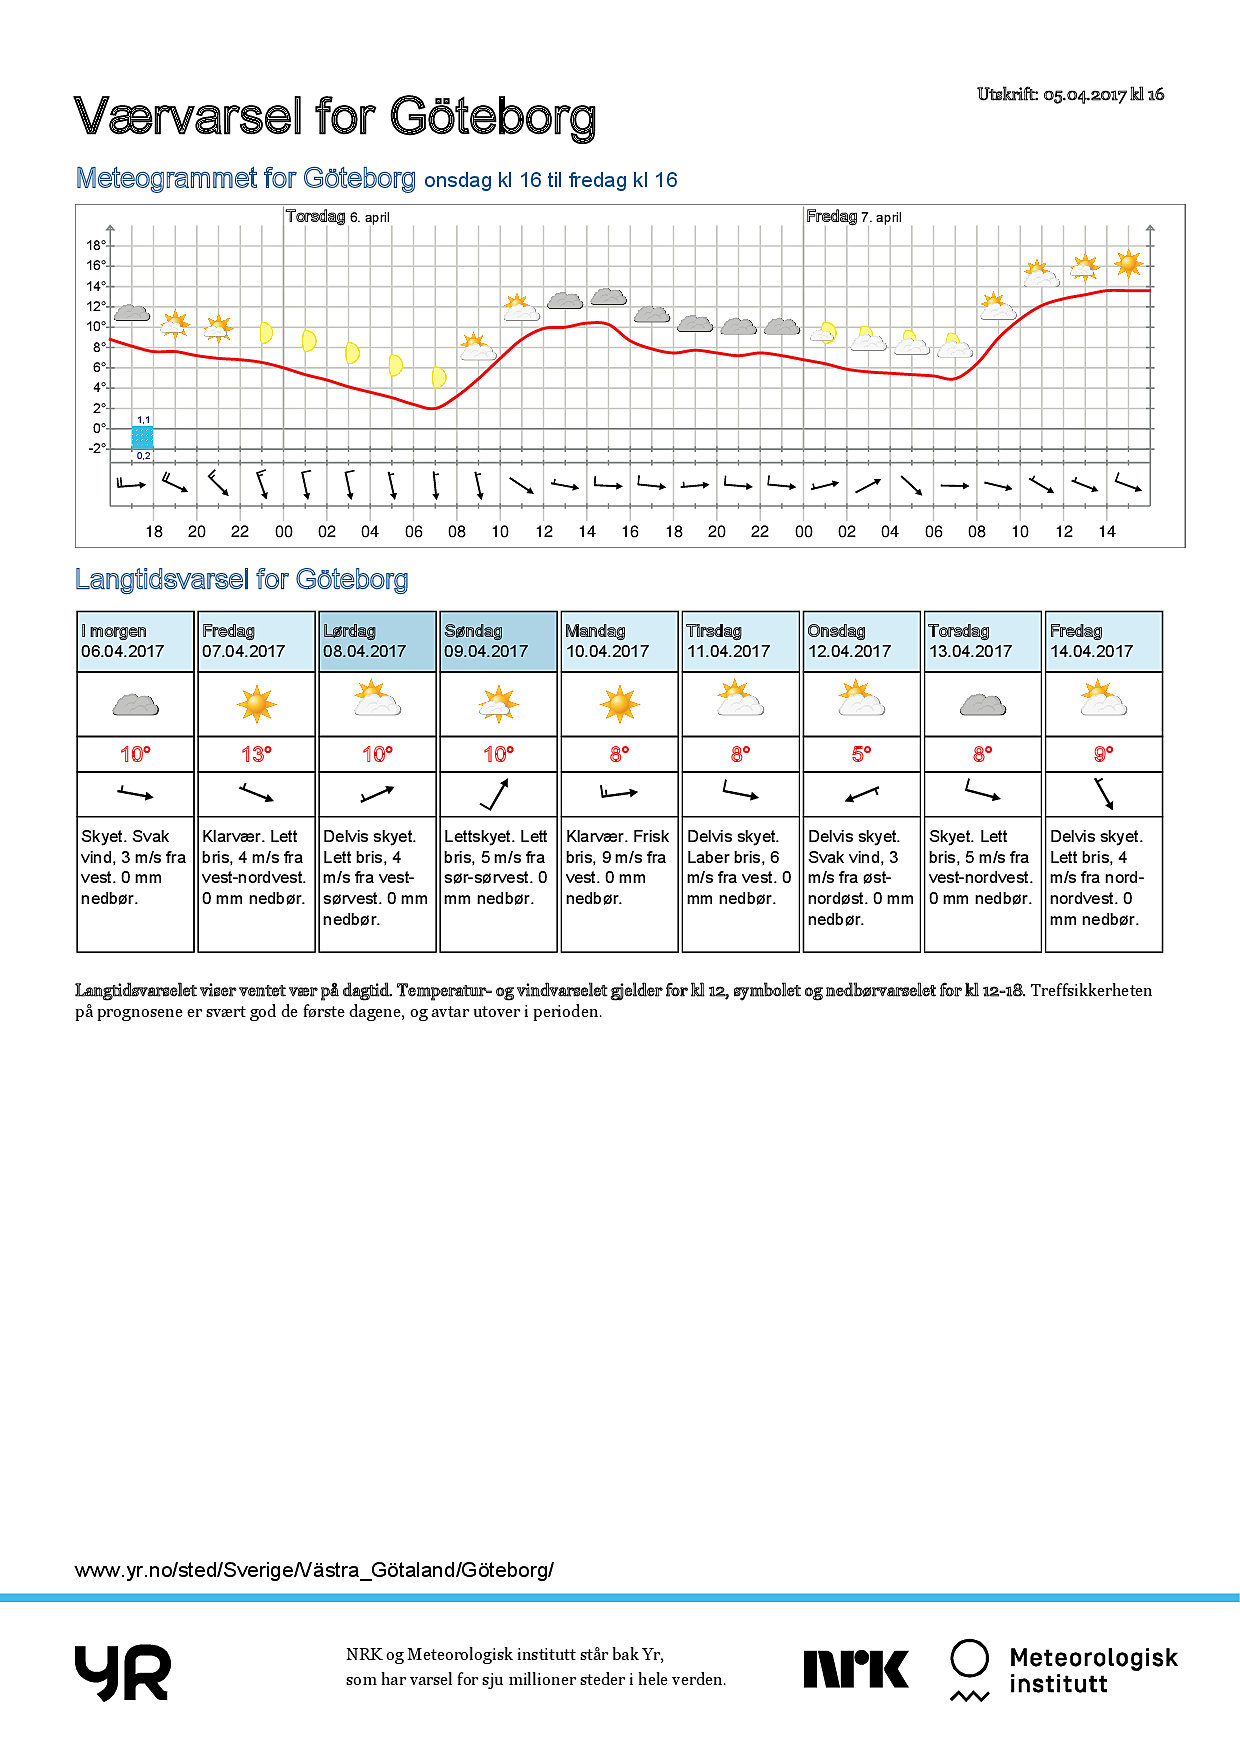 Værvarsel for Göteborg
Utskrift: 05.04.2017 kl 16
Meteogrammet for Göteborg onsdag kl 16 til fredag kl 16
Torsdag 6. april
Fredag 7. april
18°
16°
14°
12°
10°
8°
6°
4°
2°
0°
-2°
1,1
0,2
18 20 22 00 02 04 06 08 10 12 14 16 18 20 22 00 02 04 06 08 10 12 14
Langtidsvarsel for Göteborg
I morgen Fredag Lørdag Søndag Mandag Tirsdag Onsdag Torsdag Fredag
06.04.2017 07.04.2017 08.04.2017 09.04.2017 10.04.2017 11.04.2017 12.04.2017 13.04.2017 14.04.2017
10° 13° 10° 10° 8° 8° 5° 8° 9°
Skyet. Svak
vind, 3 m/s fra
vest. 0 mm
nedbør.
Klarvær. Lett
bris, 4 m/s fra
vest-nordvest.
0 mm nedbør.
Delvis skyet.
Lett bris, 4
m/s fra vest-
sørvest. 0 mm
nedbør.
Lettskyet. Lett
bris, 5 m/s fra
sør-sørvest. 0
mm nedbør.
Klarvær. Frisk
bris, 9 m/s fra
vest. 0 mm
nedbør.
Delvis skyet.
Laber bris, 6
m/s fra vest. 0
mm nedbør.
Delvis skyet.
Svak vind, 3
m/s fra øst-
nordøst. 0 mm
nedbør.
Skyet. Lett
bris, 5 m/s fra
vest-nordvest.
0 mm nedbør.
Delvis skyet.
Lett bris, 4
m/s fra nord-
nordvest. 0
mm nedbør.
Langtidsvarselet viser ventet vær på dagtid. Temperatur- og vindvarselet gjelder for kl 12, symbolet og nedbørvarselet for kl 12-18. Treffsikkerheten
på prognosene er svært god de første dagene, og avtar utover i perioden.
www.yr.no/sted/Sverige/Västra_Götaland/Göteborg/
YR
NRK og Meteorologisk institutt står bak Yr,
som har varsel for sju millioner steder i hele verden.
NRK
Meteorologisk
institutt